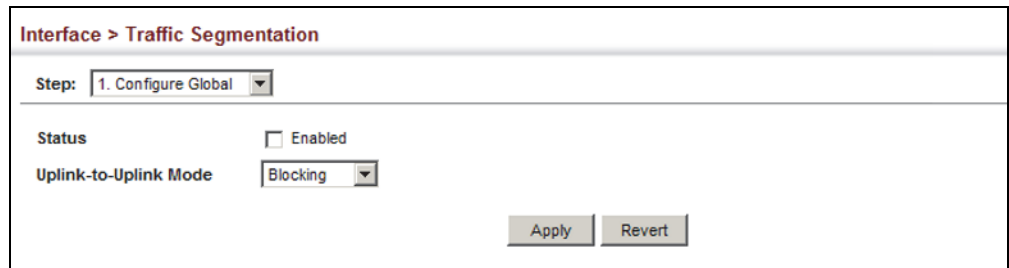 Interface > Traffic Segmentation
Step: 1. Configure Global
Status Enabled
Uplink-to-Uplink Mode Blocking
Apply Revert